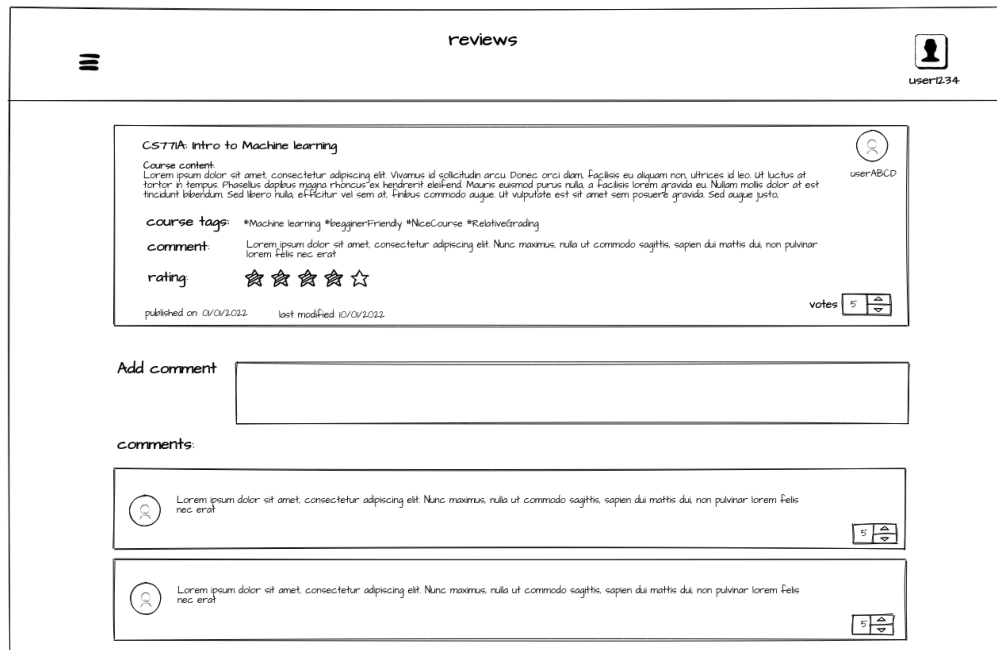 reviews
user1234
CS771A: Intro to Machine learning
Course content:
Lorem ipsum dolor sit amet, consectetur adipiscing elit. Vivamus id sollicitudin arcu. Donec orci diam, facilisis eu aliquam non, ultrices id leo. Ut luctus at
tortor in tempus. Phasellus dapibus magna rhoncus ex hendrerit eleifend. Mauris euismod purus nulla, a facilisis lorem gravida eu. Nullam mollis dolor at est
tincidunt bibendum. Sed libero nulla, efficitur vel sem at, finibus commodo augue. Ut vulputate est sit amet sem posuere gravida. Sed augue justo,
userABCD
course tags: #Machine learning #begginerFriendly #NiceCourse #RelativeGrading
comment: Lorem ipsum dolor sit amet, consectetur adipiscing elit. Nunc maximus, nulla ut commodo sagittis, sapien dui mattis dui, non pulvinar
lorem felis nec erat
rating:
votes 5
published on: 01/01/2022 last modified: 10/01/2022
Add comment
comments:
Lorem ipsum dolor sit amet, consectetur adipiscing elit. Nunc maximus, nulla ut commodo sagittis, sapien dui mattis dui, non pulvinar lorem felis
nec erat
5
Lorem ipsum dolor sit amet, consectetur adipiscing elit. Nunc maximus, nulla ut commodo sagittis, sapien dui mattis dui, non pulvinar lorem felis
nec erat
5